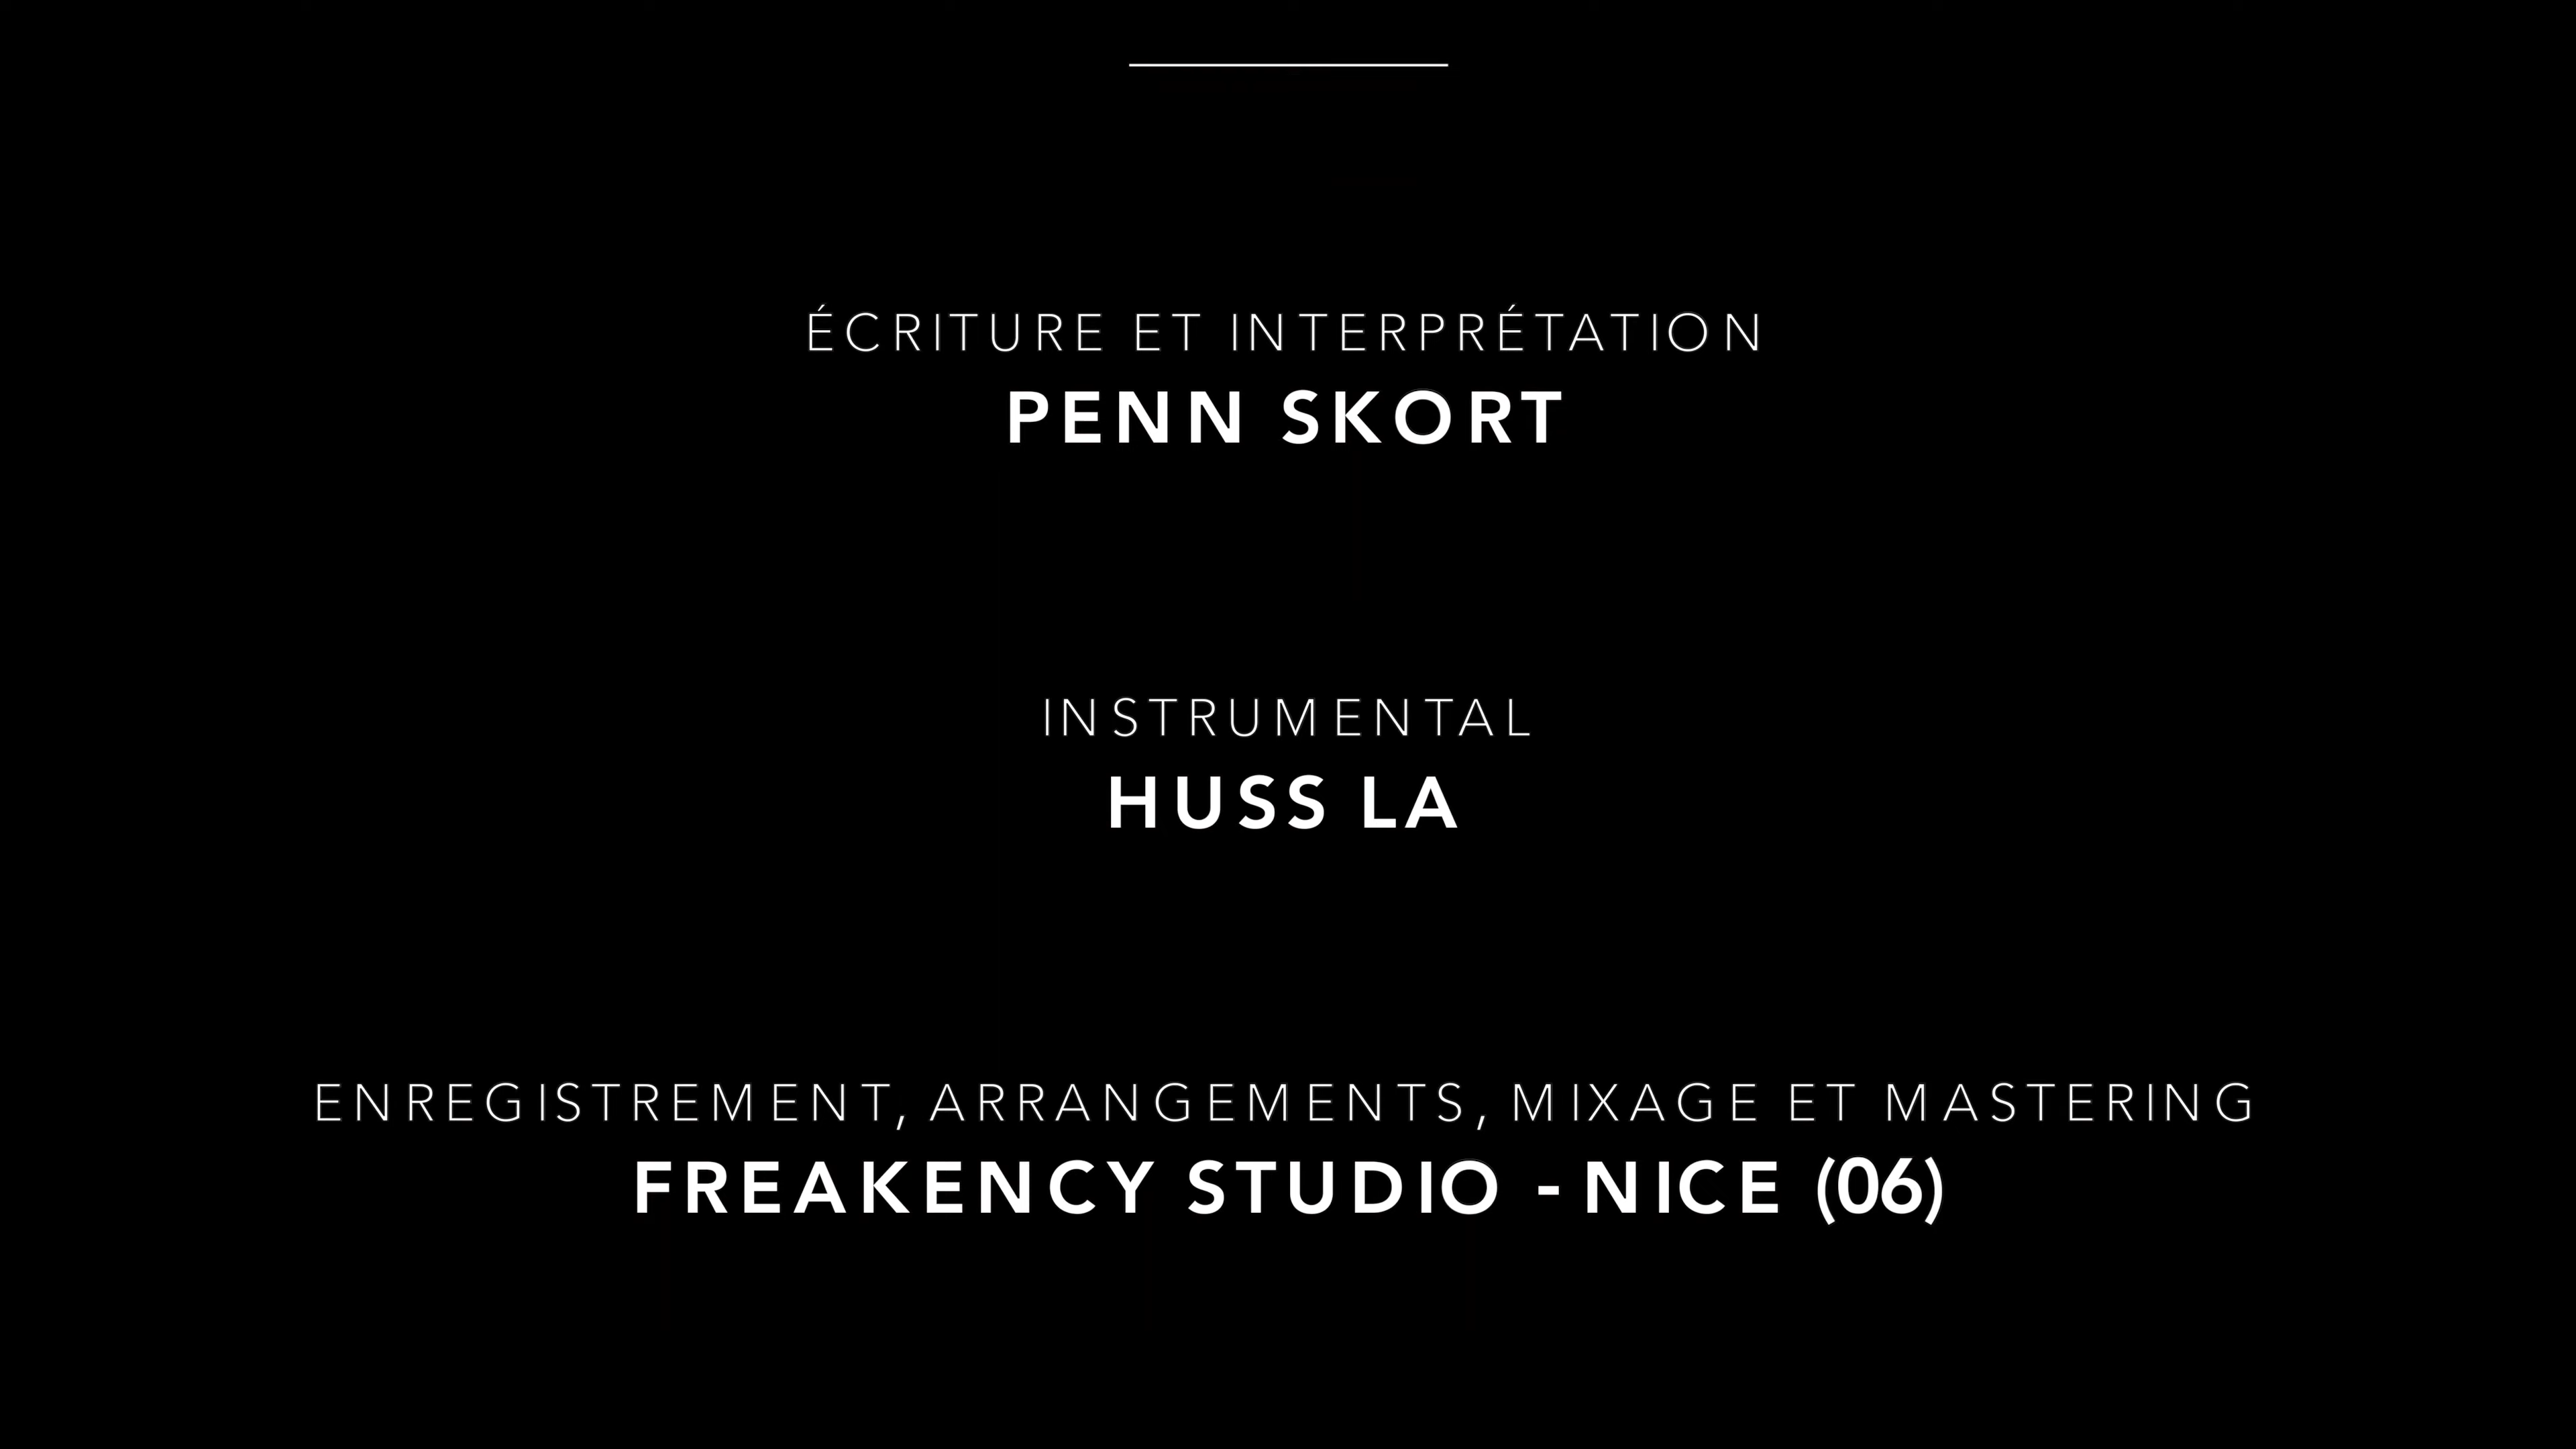 ÉCRITURE ET INTERPRÉTATION
PENN SKORT
INSTRUMENTAL
HUSS LA
ENREGISTREMENT, ARRANGEMENTS, MIXAGE ET MASTERING
FREAKENCY STUDIO - NICE (06)